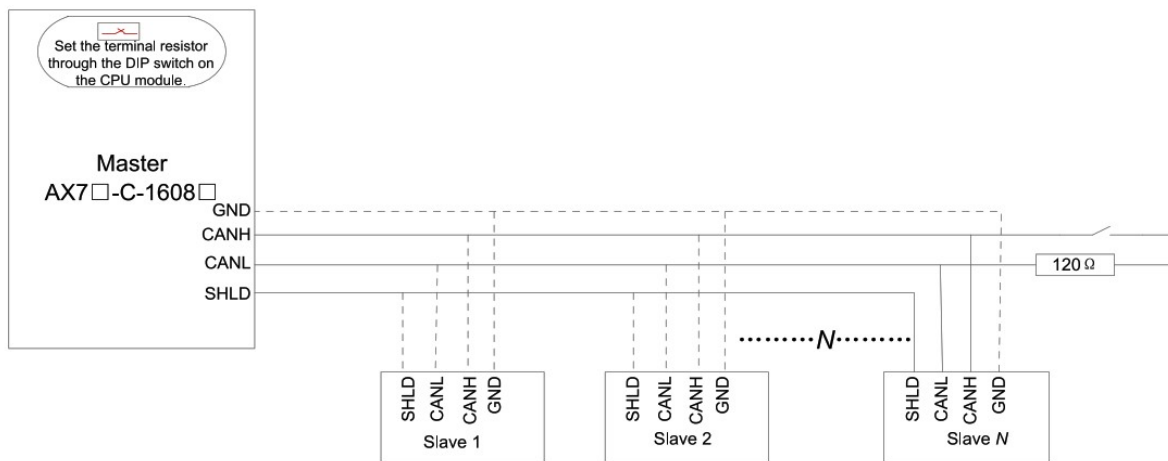 Set the terminal resistor
through the DIP switch on
the CPU module.
Master
AX7□-C-1608□
GND
CANH
CANL
SHLD
120 Ω
N
SHLD CANL CANH GND
Slave 1
SHLD CANL CANH GND
Slave 2
SHLD CANL CANH GND
Slave N